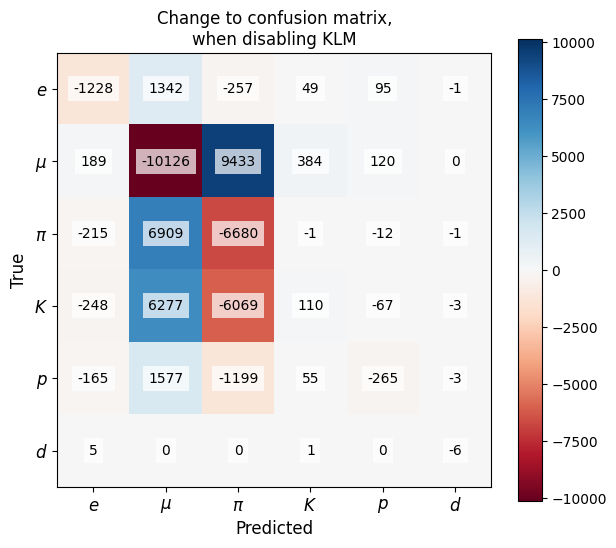 Change to confusion matrix,
when disabling KLM
True
e -1228 1342 -257 49 95 -1
μ 189 -10126 9433 384 120 0
π -215 6909 -6680 -1 -12 -1
K -248 6277 -6069 110 -67 -3
p -165 1577 -1199 55 -265 -3
d 5 0 0 1 0 -6
e μ π K p d
Predicted
10000
7500
5000
2500
0
−2500
−5000
−7500
−10000